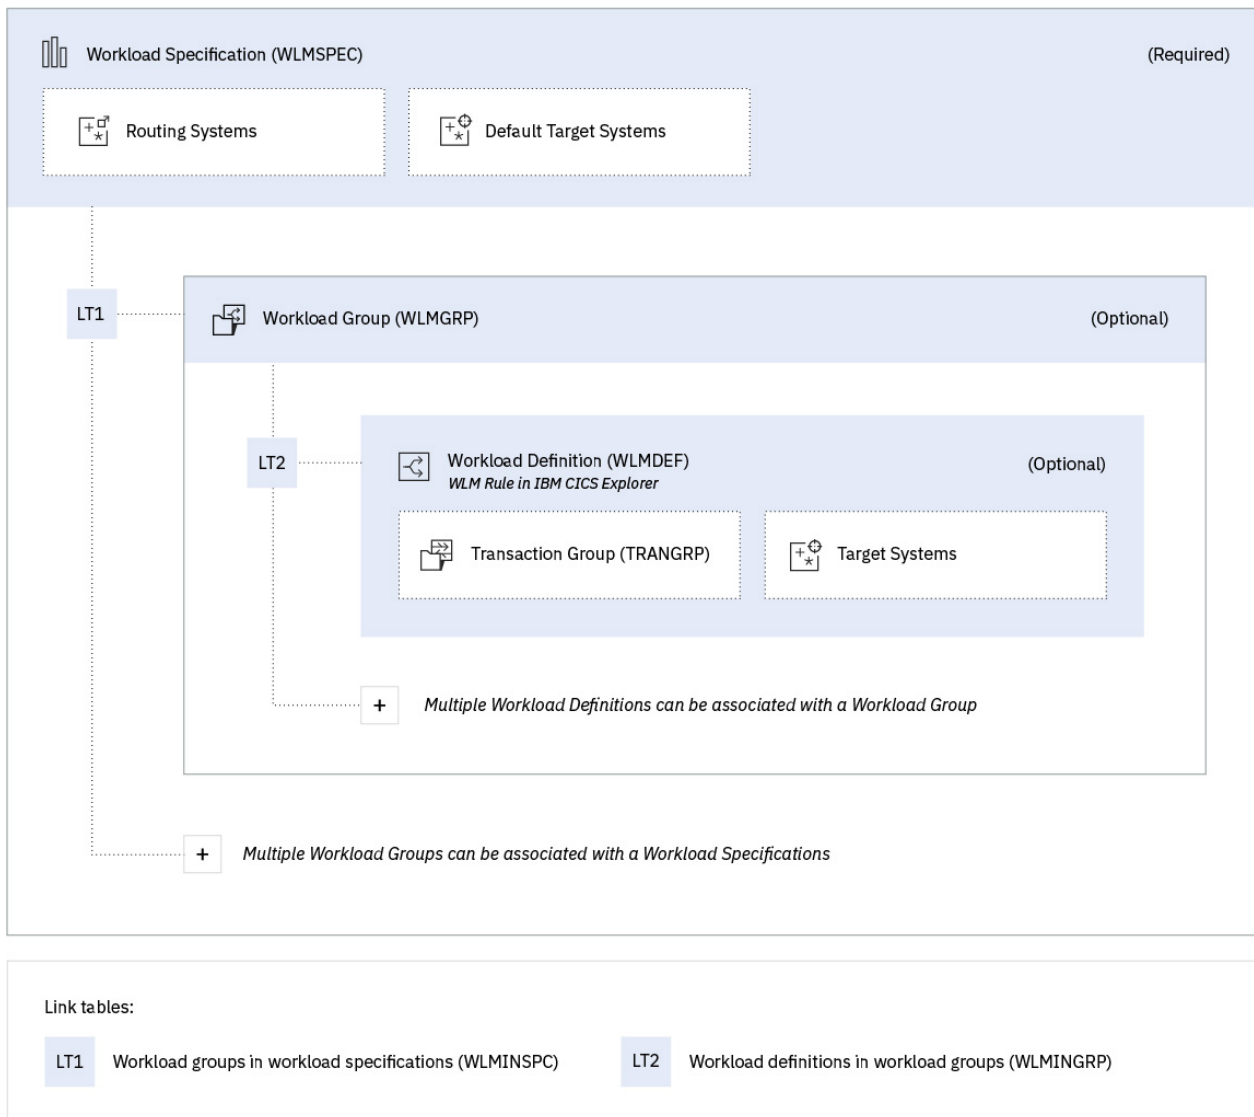 Workload Specification (WLMSPEC)
(Required)
Routing Systems
Default Target Systems
LT1
Workload Group (WLMGRP)
(Optional)
LT2
Workload Definition (WLMDEF)
WLM Rule in IBM CICS Explorer
(Optional)
Transaction Group (TRANGRP)
Target Systems
+
Multiple Workload Definitions can be associated with a Workload Group
+
Multiple Workload Groups can be associated with a Workload Specifications
Link tables:
LT1
Workload groups in workload specifications (WLMINSPC)
LT2
Workload definitions in workload groups (WLMINGRP)